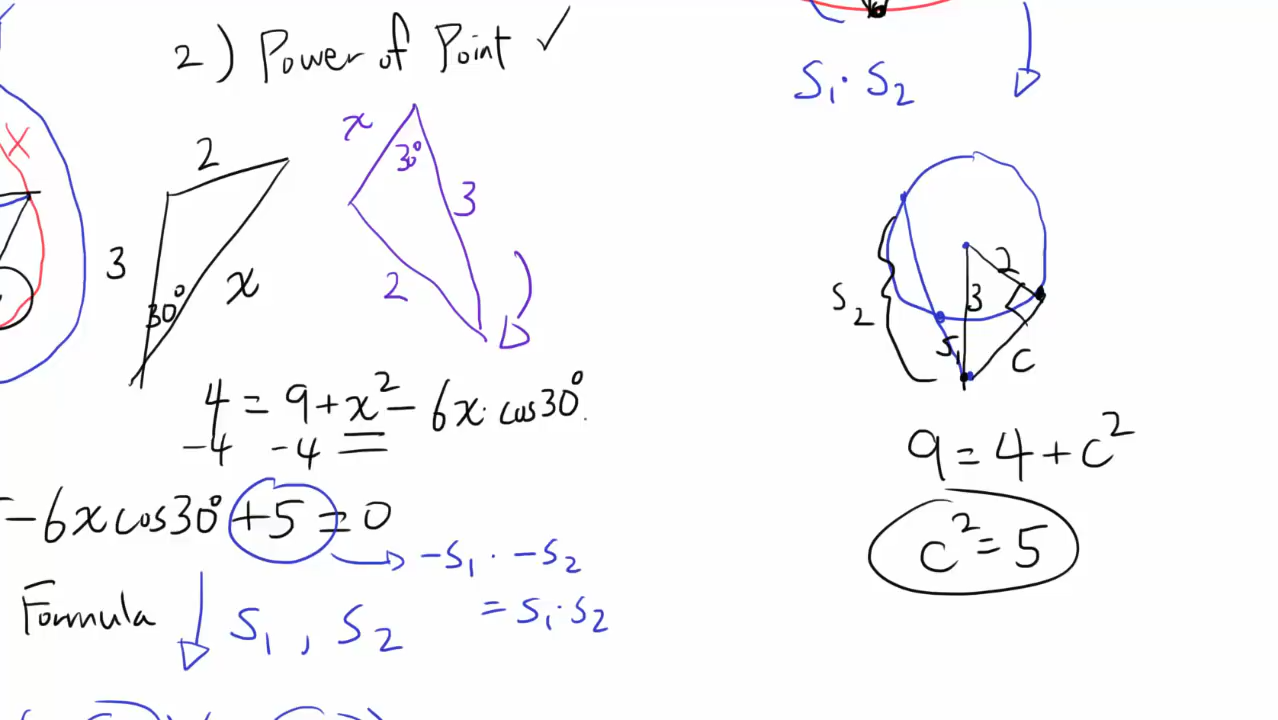 2) Power of Point ✓
X
2
3
30°
x
x
30°
3
2
4 = 9 + x² - 6x · cos30°
-4 -4
-6x cos30° +5 = 0
→ -S₁ · -S₂
= S₁ · S₂
Formula
S₁ , S₂
S₁ · S₂
2
3
S₂
S₁
C
9 = 4 + C²
C² = 5